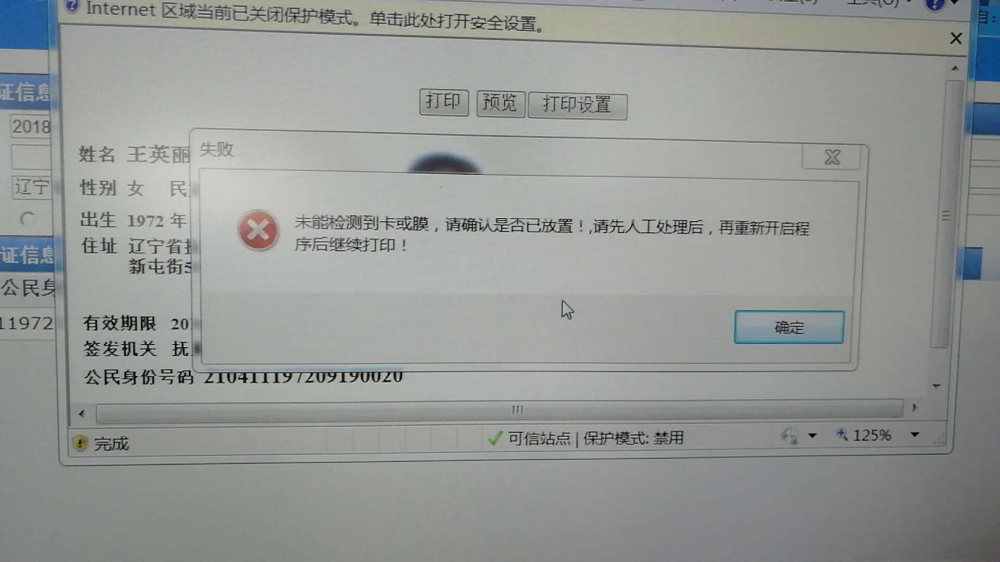 Internet 区域当前已关闭保护模式。单击此处打开安全设置。
打印 预览 打印设置
证信息
2018
辽宁
证信息
公民身
11972
姓名 王英丽
性别 女 民
出生 1972 年
住址 辽宁省
新屯街5
有效期限 20
签发机关 抚
公民身份号码 210411197209190020
失败
未能检测到卡或膜，请确认是否已放置！,请先人工处理后，再重新开启程
序后继续打印！
确定
完成
可信站点 | 保护模式: 禁用
125%